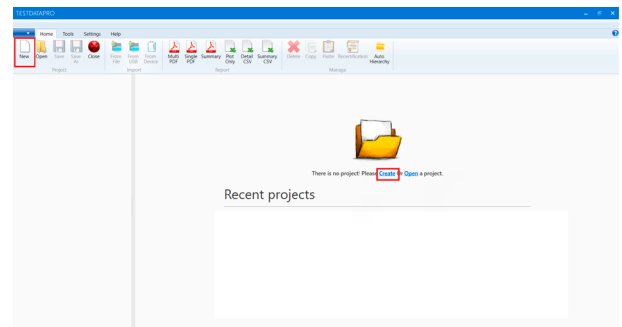 TESTDATAPRO
Home Tools Settings Help
New Open Save Save As Close From File From USB From Device Multi PDF Single PDF Summary Plot Only Detail CSV Summary CSV Delete Copy Paste Recertification Auto Hierarchy
Project Import Report Manage
There is no project! Please Create Or Open a project.
Recent projects